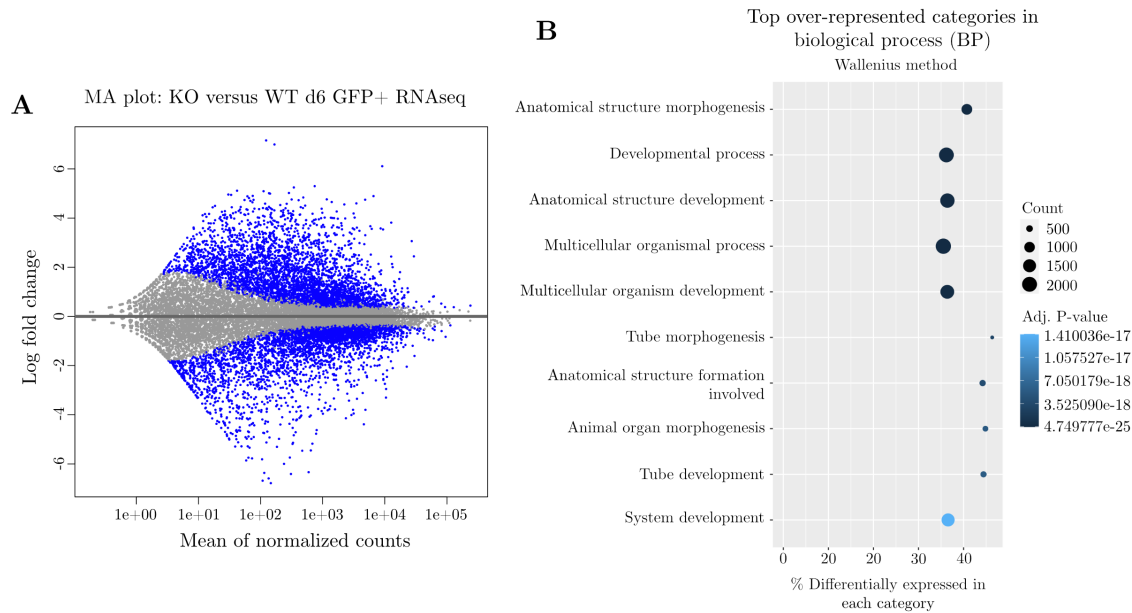 A
MA plot: KO versus WT d6 GFP+ RNAseq
Log fold change
6
4
2
0
-2
-4
-6
1e+00 1e+01 1e+02 1e+03 1e+04 1e+05
Mean of normalized counts
B
Top over-represented categories in
biological process (BP)
Wallenius method
Anatomical structure morphogenesis
Developmental process
Anatomical structure development
Multicellular organismal process
Multicellular organism development
Tube morphogenesis
Anatomical structure formation
involved
Animal organ morphogenesis
Tube development
System development
0 20 20 30 40
% Differentially expressed in
each category
Count
500
1000
1500
2000
Adj. P-value
1.410036e-17
1.057527e-17
7.050179e-18
3.525090e-18
4.749777e-25